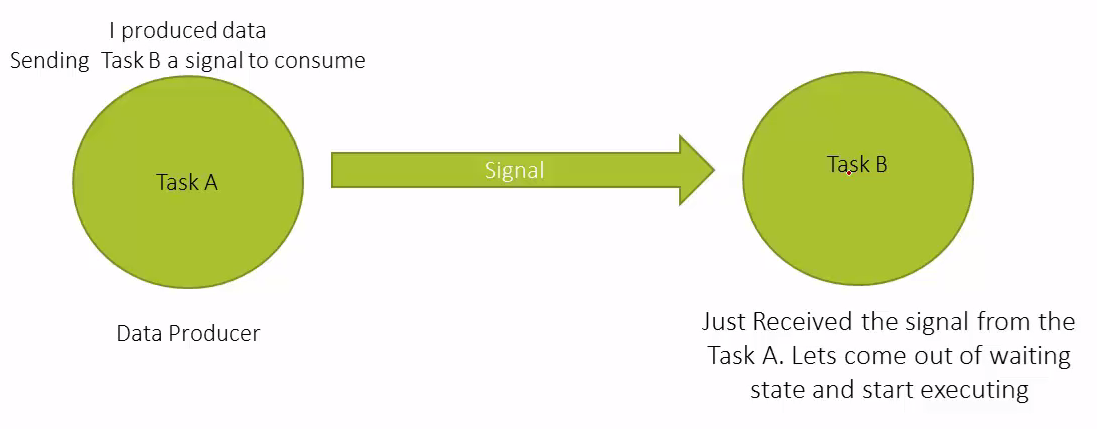 I produced data
Sending Task B a signal to consume
Task A
Signal
Task B
Data Producer
Just Received the signal from the
Task A. Lets come out of waiting
state and start executing